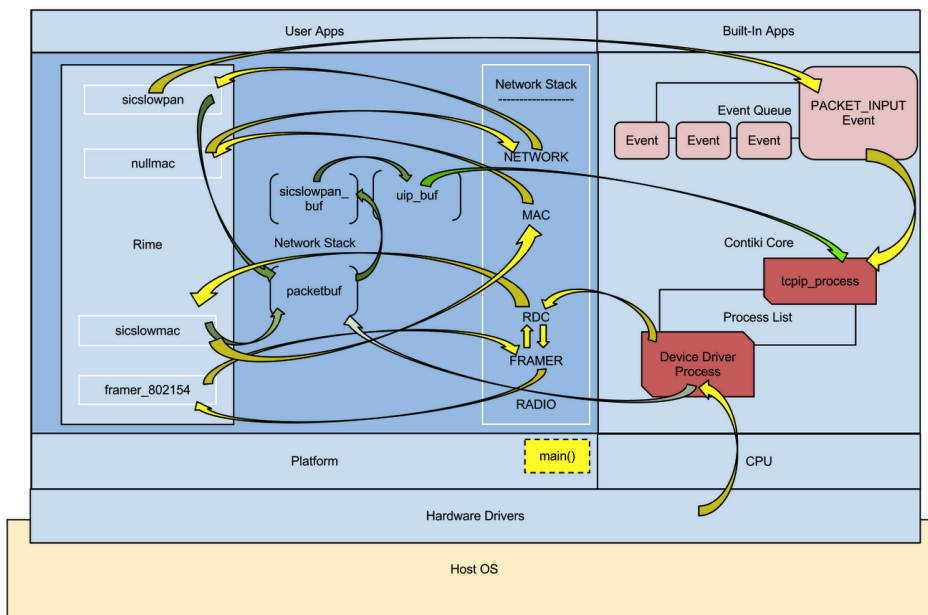 User Apps
Built-In Apps
sicslowpan
nullmac
Rime
sicslowmac
framer_802154
sicslowpan_
buf
uip_buf
Network Stack
packetbuf
Network Stack
--------------------
NETWORK
MAC
RDC
FRAMER
RADIO
Event Queue
Event
Event
Event
PACKET_INPUT
Event
Contiki Core
tcpip_process
Process List
Device Driver
Process
Platform
main()
CPU
Hardware Drivers
Host OS